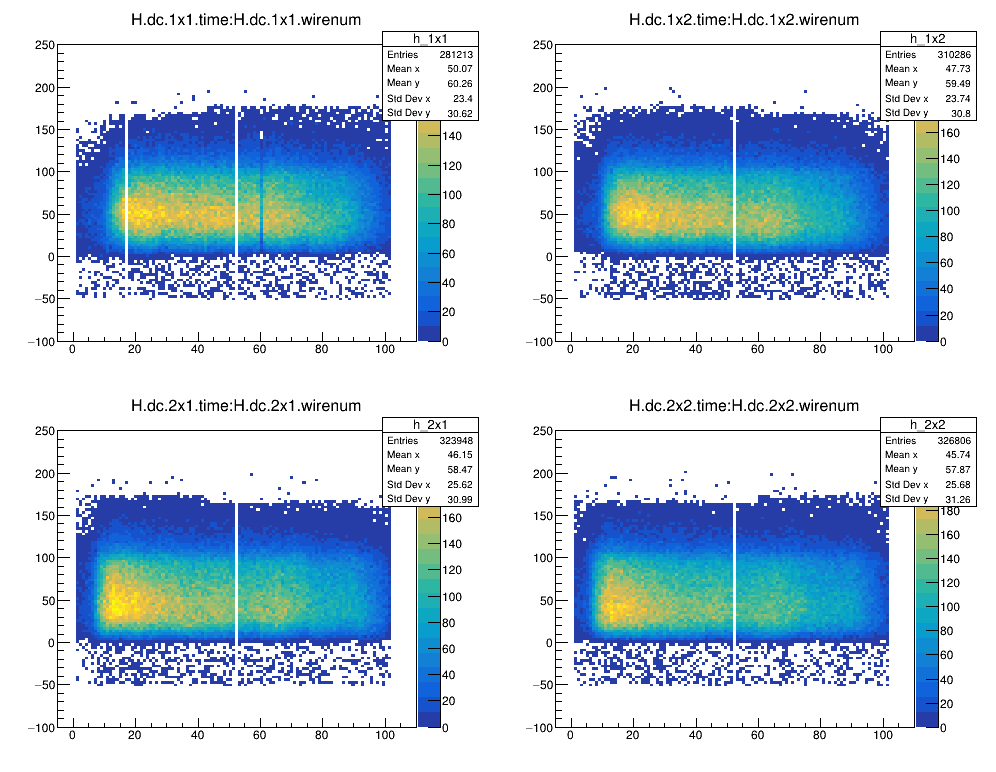 H.dc.1x1.time:H.dc.1x1.wirenum
h_1x1
Entries 281213
Mean x 50.07
Mean y 60.26
Std Dev x 23.4
Std Dev y 30.62
250
200
150
100
50
0
−50
−100
0 20 40 60 80 100
140
120
100
80
60
40
20
0
H.dc.1x2.time:H.dc.1x2.wirenum
h_1x2
Entries 310286
Mean x 47.73
Mean y 59.49
Std Dev x 23.74
Std Dev y 30.8
250
200
150
100
50
0
−50
−100
0 20 40 60 80 100
160
140
120
100
80
60
40
20
0
H.dc.2x1.time:H.dc.2x1.wirenum
h_2x1
Entries 323948
Mean x 46.15
Mean y 58.47
Std Dev x 25.62
Std Dev y 30.99
250
200
150
100
50
0
−50
−100
0 20 40 60 80 100
160
140
120
100
80
60
40
20
0
H.dc.2x2.time:H.dc.2x2.wirenum
h_2x2
Entries 326806
Mean x 45.74
Mean y 57.87
Std Dev x 25.68
Std Dev y 31.26
250
200
150
100
50
0
−50
−100
0 20 40 60 80 100
180
160
140
120
100
80
60
40
20
0